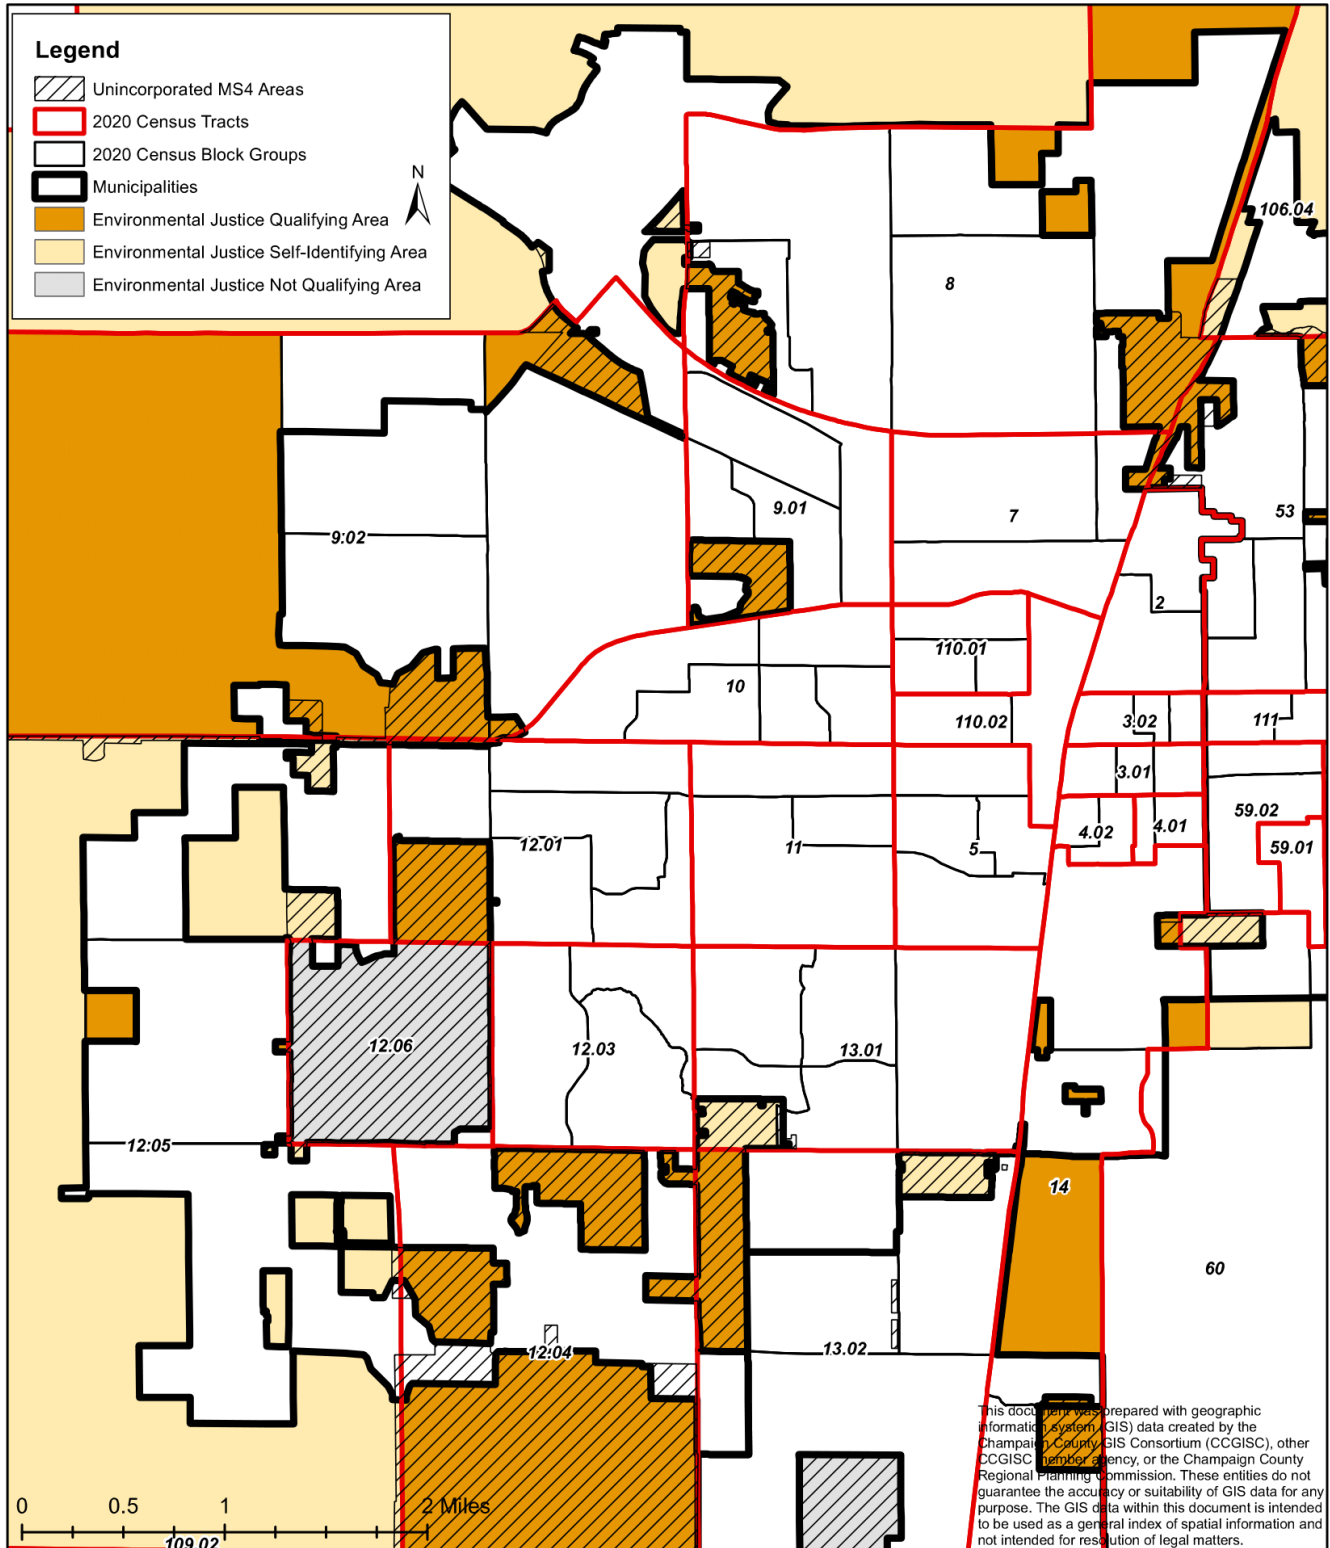 Legend
Unincorporated MS4 Areas
2020 Census Tracts
2020 Census Block Groups
Municipalities
Environmental Justice Qualifying Area
Environmental Justice Self-Identifying Area
Environmental Justice Not Qualifying Area
N
106.04
8
9.01
7
53
9:02
2
110.01
10
110.02
3.02
111
3.01
59.02
12.01
11
5
4.02
4.01
59.01
12.06
12.03
13.01
12:05
14
60
12:04
13.02
This document was prepared with geographic
information system (GIS) data created by the
Champaign County GIS Consortium (CCGISC), other
CCGISC member agency, or the Champaign County
Regional Planning Commission. These entities do not
guarantee the accuracy or suitability of GIS data for any
purpose. The GIS data within this document is intended
to be used as a general index of spatial information and
not intended for resolution of legal matters.
0 0.5 1 2 Miles
109.02